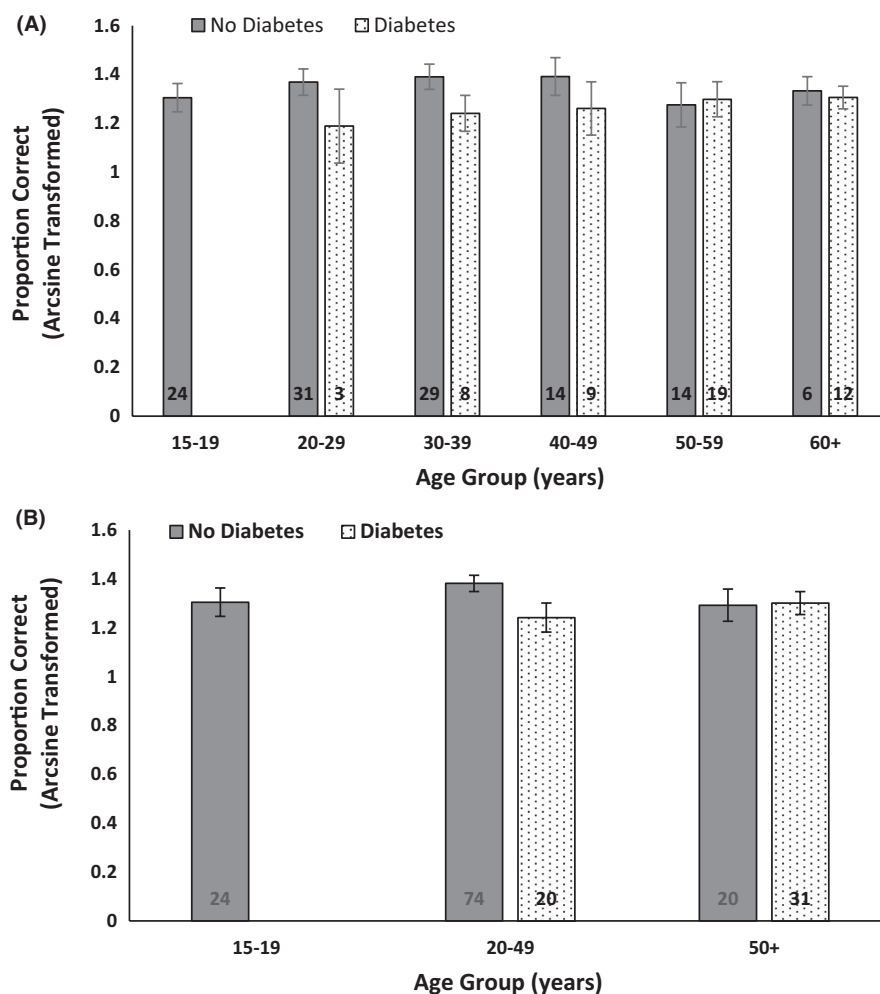 (A)
No Diabetes Diabetes
Proportion Correct
(Arcsine Transformed)
1.6
1.4
1.2
1
0.8
0.6
0.4
0.2
0
24 31 3 29 8 14 9 14 19 6 12
15-19 20-29 30-39 40-49 50-59 60+
Age Group (years)
(B)
No Diabetes Diabetes
Proportion Correct
(Arcsine Transformed)
1.6
1.4
1.2
1
0.8
0.6
0.4
0.2
0
24 74 20 20 31
15-19 20-49 50+
Age Group (years)